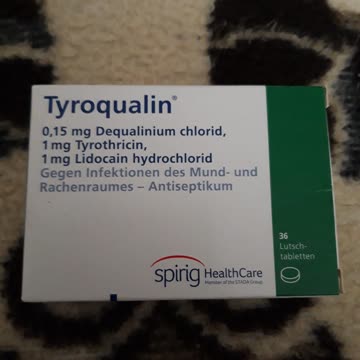 Tyroqualin®
0,15 mg Dequalinium chlorid,
1 mg Tyrothricin,
1 mg Lidocain hydrochlorid
Gegen Infektionen des Mund- und
Rachenraumes – Antiseptikum
36
Lutsch-
tabletten
spirig HealthCare
Member of the STADA Group